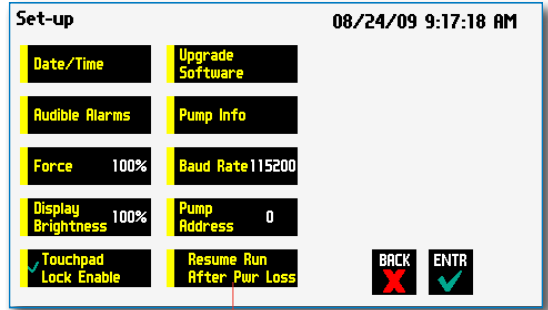 Set-up 08/24/09 9:17:18 AM
Date/Time
Upgrade
Software
Audible Alarms
Pump Info
Force 100%
Baud Rate 115200
Display
Brightness 100%
Pump
Address 0
Touchpad
Lock Enable
Resume Run
After Pwr Loss
BACK
ENTR